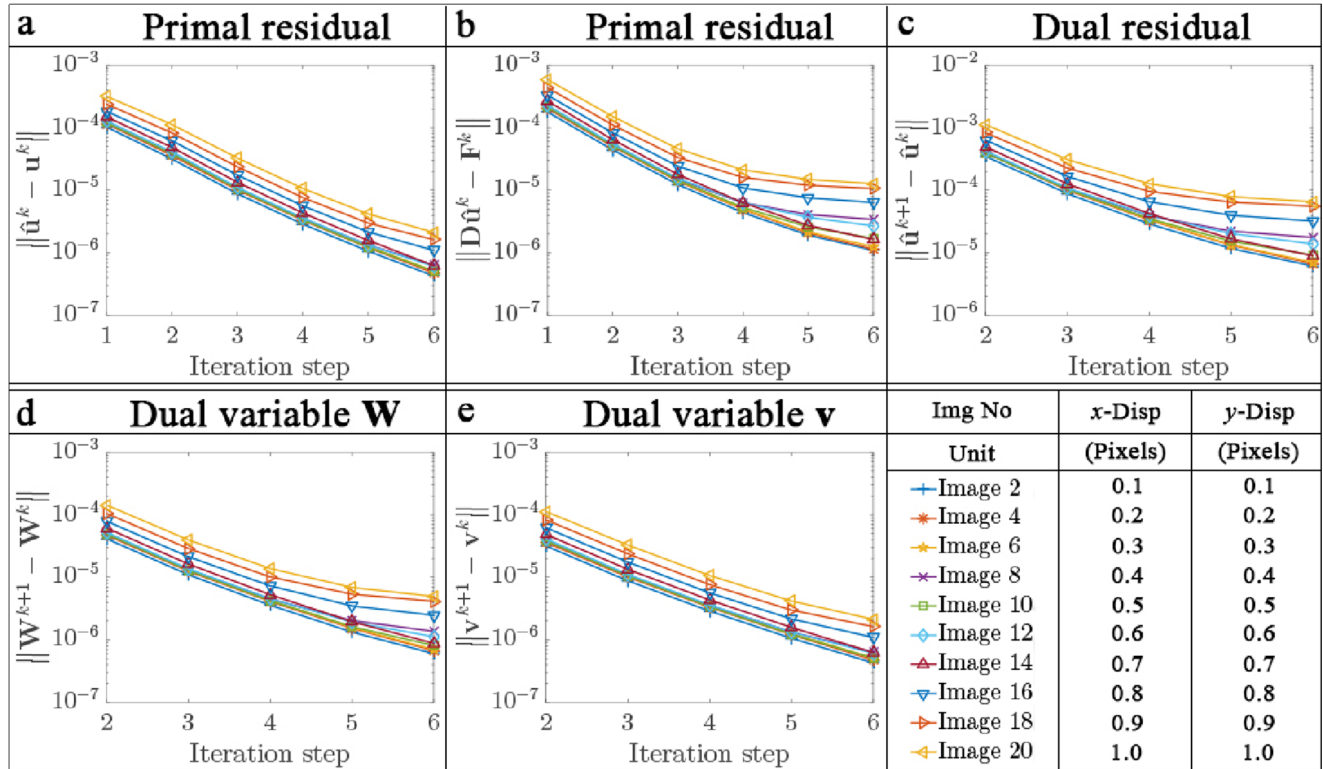 a Primal residual
10⁻³
10⁻⁴
10⁻⁵
10⁻⁶
10⁻⁷
‖û^k − u^k‖
1 2 3 4 5 6
Iteration step
b Primal residual
10⁻³
10⁻⁴
10⁻⁵
10⁻⁶
10⁻⁷
‖Dû^k − F^k‖
1 2 3 4 5 6
Iteration step
c Dual residual
10⁻²
10⁻³
10⁻⁴
10⁻⁵
10⁻⁶
‖û^{k+1} − û^k‖
2 3 4 5 6
Iteration step
d Dual variable W
10⁻³
10⁻⁴
10⁻⁵
10⁻⁶
10⁻⁷
‖W^{k+1} − W^k‖
2 3 4 5 6
Iteration step
e Dual variable v
10⁻³
10⁻⁴
10⁻⁵
10⁻⁶
10⁻⁷
‖v^{k+1} − v^k‖
2 3 4 5 6
Iteration step
Img No x-Disp y-Disp
Unit (Pixels) (Pixels)
Image 2 0.1 0.1
Image 4 0.2 0.2
Image 6 0.3 0.3
Image 8 0.4 0.4
Image 10 0.5 0.5
Image 12 0.6 0.6
Image 14 0.7 0.7
Image 16 0.8 0.8
Image 18 0.9 0.9
Image 20 1.0 1.0